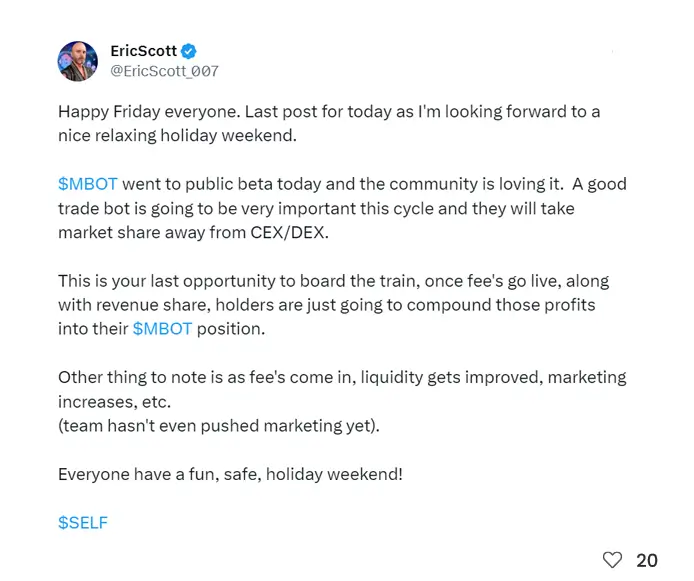 EricScott
@EricScott_007
Happy Friday everyone. Last post for today as I'm looking forward to a
nice relaxing holiday weekend.
$MBOT went to public beta today and the community is loving it.  A good
trade bot is going to be very important this cycle and they will take
market share away from CEX/DEX.
This is your last opportunity to board the train, once fee's go live, along
with revenue share, holders are just going to compound those profits
into their $MBOT position.
Other thing to note is as fee's come in, liquidity gets improved, marketing
increases, etc.
(team hasn't even pushed marketing yet).
Everyone have a fun, safe, holiday weekend!
$SELF
20